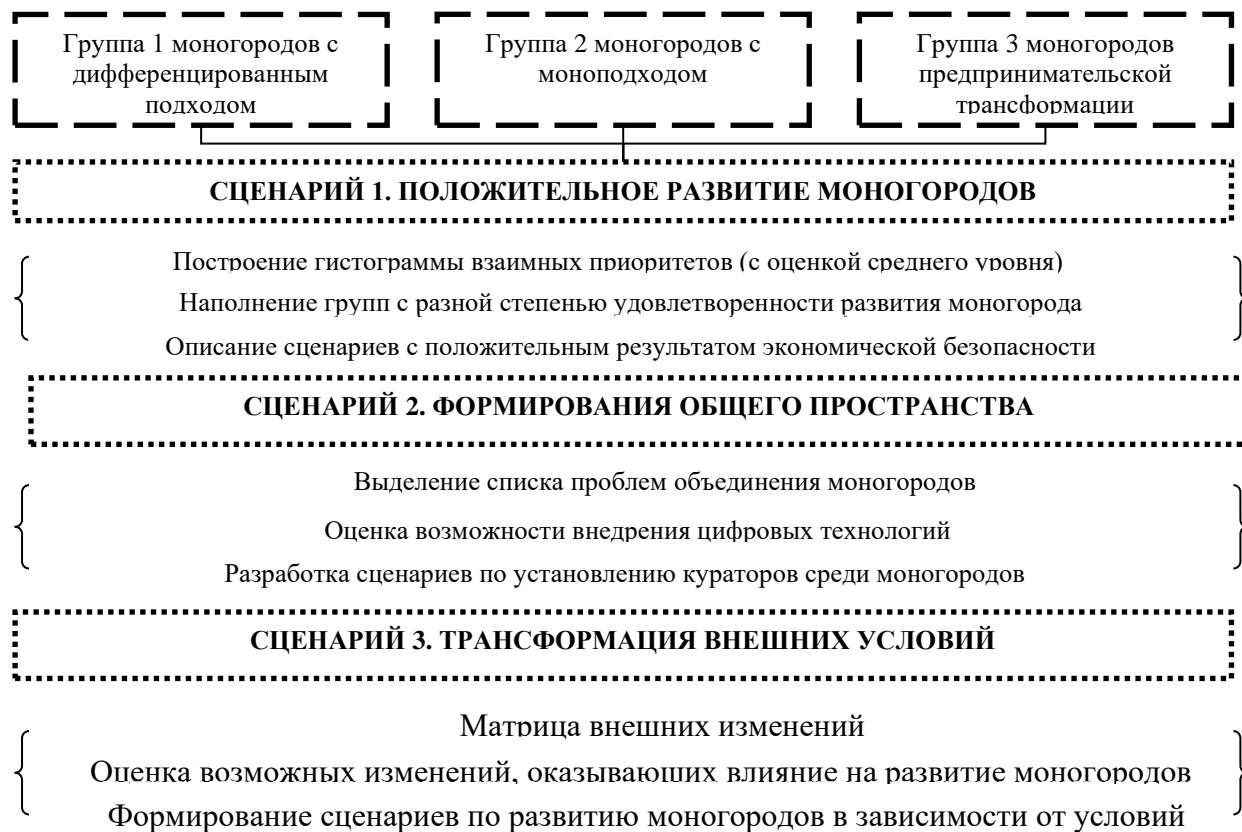 Группа 1 моногородов с
дифференцированным
подходом
Группа 2 моногородов с
моноподходом
Группа 3 моногородов
предпринимательской
трансформации
СЦЕНАРИЙ 1. ПОЛОЖИТЕЛЬНОЕ РАЗВИТИЕ МОНОГОРОДОВ
Построение гистограммы взаимных приоритетов (с оценкой среднего уровня)
Наполнение групп с разной степенью удовлетворенности развития моногорода
Описание сценариев с положительным результатом экономической безопасности
СЦЕНАРИЙ 2. ФОРМИРОВАНИЯ ОБЩЕГО ПРОСТРАНСТВА
Выделение списка проблем объединения моногородов
Оценка возможности внедрения цифровых технологий
Разработка сценариев по установлению кураторов среди моногородов
СЦЕНАРИЙ 3. ТРАНСФОРМАЦИЯ ВНЕШНИХ УСЛОВИЙ
Матрица внешних изменений
Оценка возможных изменений, оказывающих влияние на развитие моногородов
Формирование сценариев по развитию моногородов в зависимости от условий